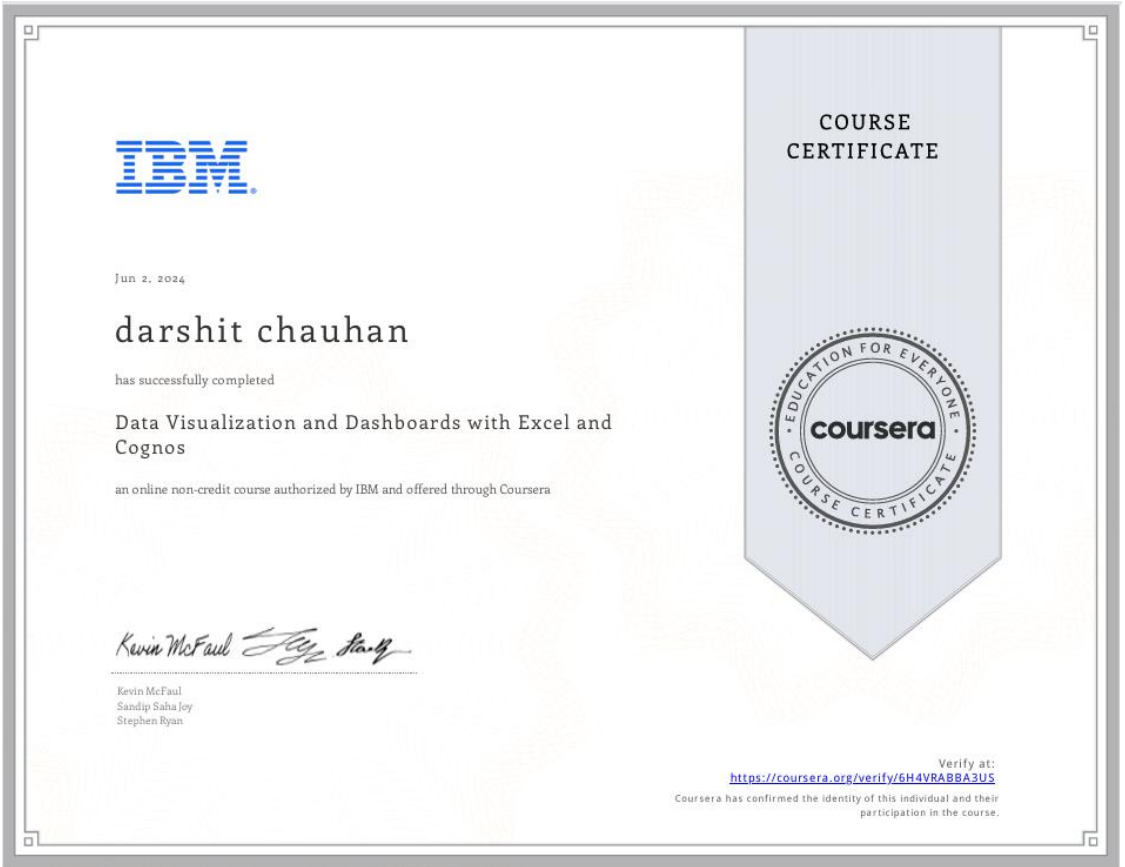 COURSE
CERTIFICATE
IBM®
Jun 2, 2024
darshit chauhan
has successfully completed
Data Visualization and Dashboards with Excel and
Cognos
an online non-credit course authorized by IBM and offered through Coursera
EDUCATION FOR EVERYONE
coursera
COURSE CERTIFICATE
Kevin McFaul
Kevin McFaul
Sandip Saha Joy
Stephen Ryan
Verify at:
https://coursera.org/verify/6H4VRABBA3US
Coursera has confirmed the identity of this individual and their
participation in the course.